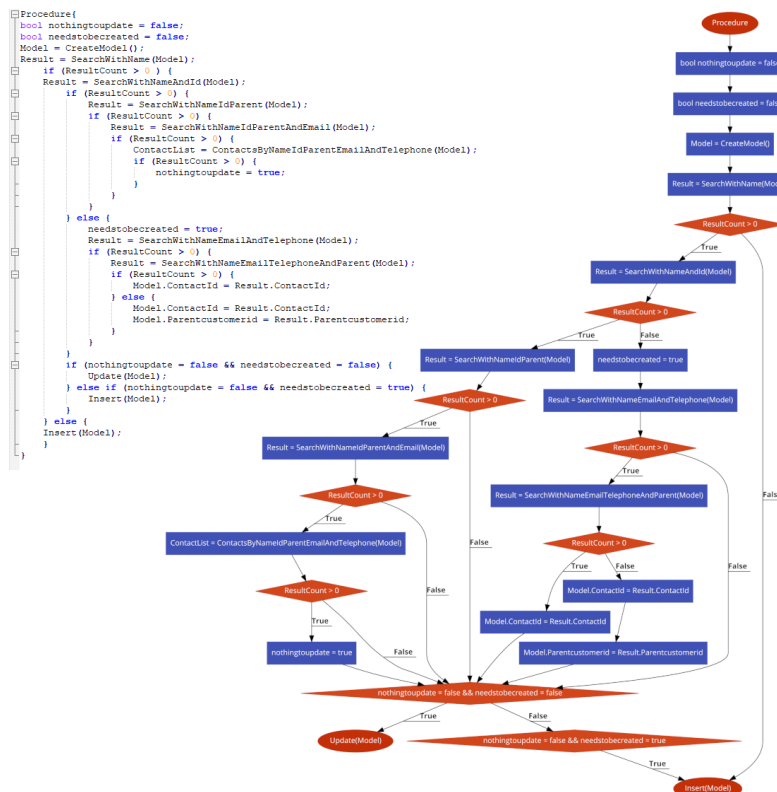 Procedure{
bool nothingtoupdate = false;
bool needstobecreated = false;
Model = CreateModel();
Result = SearchWithName(Model);
if (ResultCount > 0 ) {
Result = SearchWithNameAndId(Model);
if (ResultCount > 0) {
Result = SearchWithNameIdParent(Model);
if (ResultCount > 0) {
Result = SearchWithNameIdParentAndEmail(Model);
if (ResultCount > 0) {
ContactList = ContactsByNameIdParentEmailAndTelephone(Model);
if (ResultCount > 0) {
nothingtoupdate = true;
}
}
}
} else {
needstobecreated = true;
Result = SearchWithNameEmailAndTelephone(Model);
if (ResultCount > 0) {
Result = SearchWithNameEmailTelephoneAndParent(Model);
if (ResultCount > 0) {
Model.ContactId = Result.ContactId;
} else {
Model.ContactId = Result.ContactId;
Model.Parentcustomerid = Result.Parentcustomerid;
}
}
}
if (nothingtoupdate = false && needstobecreated = false) {
Update(Model);
} else if (nothingtoupdate = false && needstobecreated = true) {
Insert(Model);
}
} else {
Insert(Model);
}
}
Procedure
bool nothingtoupdate = false
bool needstobecreated = false
Model = CreateModel()
Result = SearchWithName(Mod
ResultCount > 0
True
Result = SearchWithNameAndId(Model)
ResultCount > 0
True
False
Result = SearchWithNameIdParent(Model)
needstobecreated = true
ResultCount > 0
Result = SearchWithNameEmailAndTelephone(Model)
True
Result = SearchWithNameIdParentAndEmail(Model)
ResultCount > 0
True
ResultCount > 0
Result = SearchWithNameEmailTelephoneAndParent(Model)
Fals
True
ContactList = ContactsByNameIdParentEmailAndTelephone(Model)
False
ResultCount > 0
True
False
False
ResultCount > 0
False
Model.ContactId = Result.ContactId
True
Model.ContactId = Result.ContactId
nothingtoupdate = true
False
Model.Parentcustomerid = Result.Parentcustomerid
nothingtoupdate = false && needstobecreated = false
True
False
Update(Model)
nothingtoupdate = false && needstobecreated = true
True
Insert(Model)